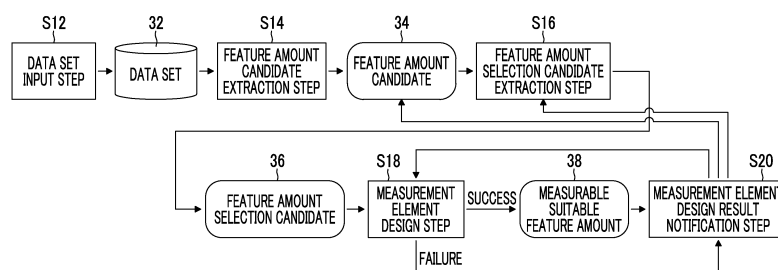 S12
DATA SET
INPUT STEP
32
DATA SET
S14
FEATURE AMOUNT
CANDIDATE
EXTRACTION STEP
34
FEATURE AMOUNT
CANDIDATE
S16
FEATURE AMOUNT
SELECTION CANDIDATE
EXTRACTION STEP
36
FEATURE AMOUNT
SELECTION CANDIDATE
S18
MEASUREMENT
ELEMENT
DESIGN STEP
SUCCESS
FAILURE
38
MEASURABLE
SUITABLE
FEATURE AMOUNT
S20
MEASUREMENT ELEMENT
DESIGN RESULT
NOTIFICATION STEP